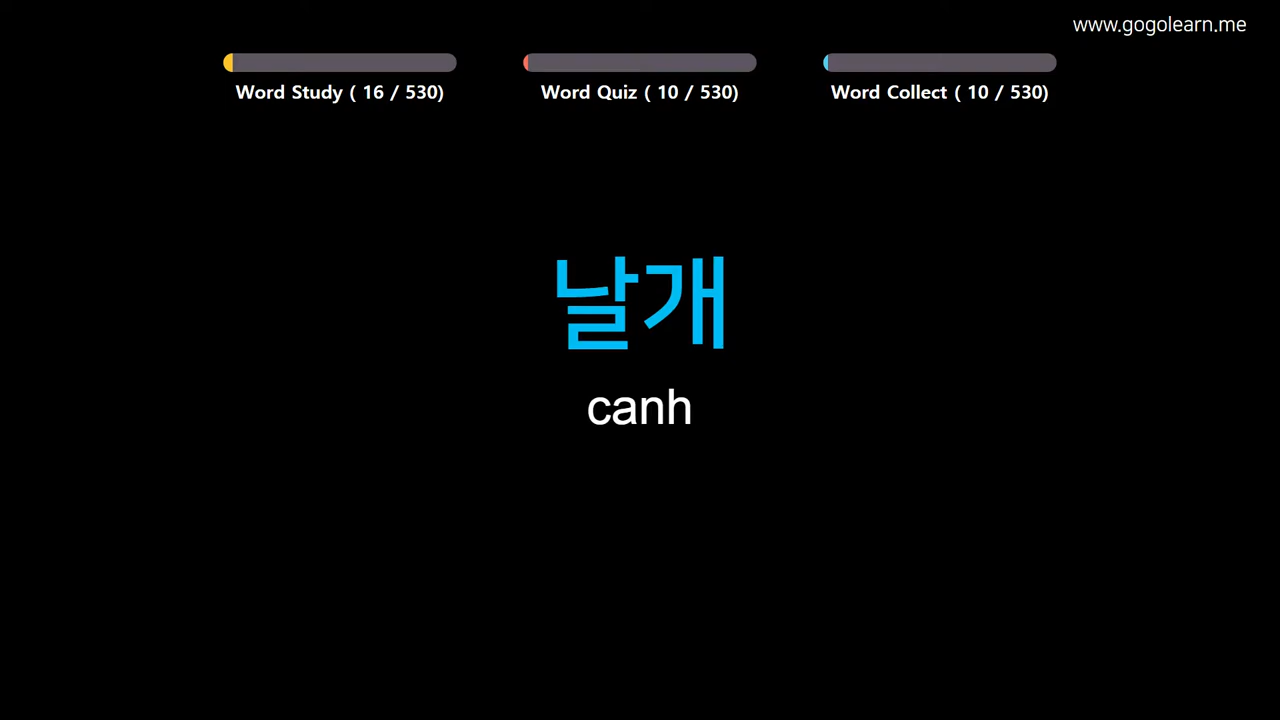 www.gogolearn.me
Word Study ( 16 / 530)
Word Quiz ( 10 / 530)
Word Collect ( 10 / 530)
날개
canh